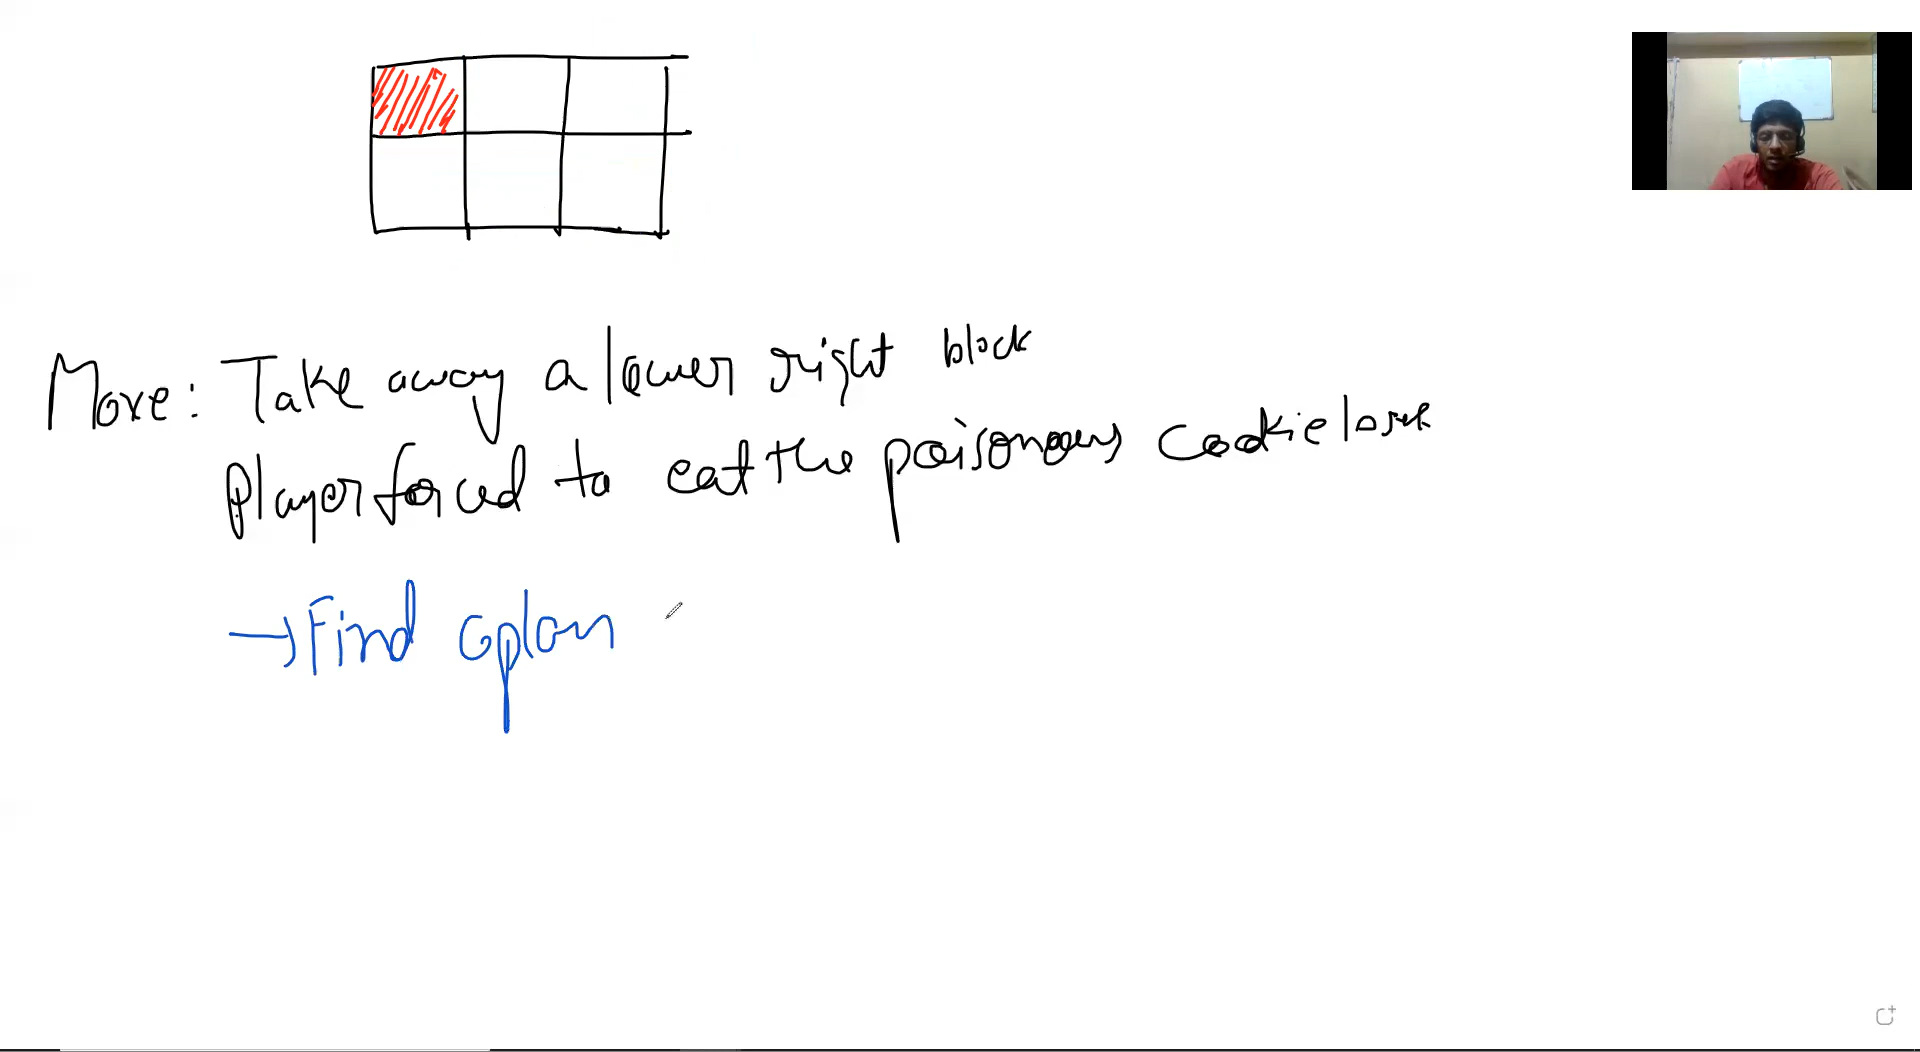 Move: Take away a lower right block
Player forced to eat the poisonous cookie loses
→ Find a plan